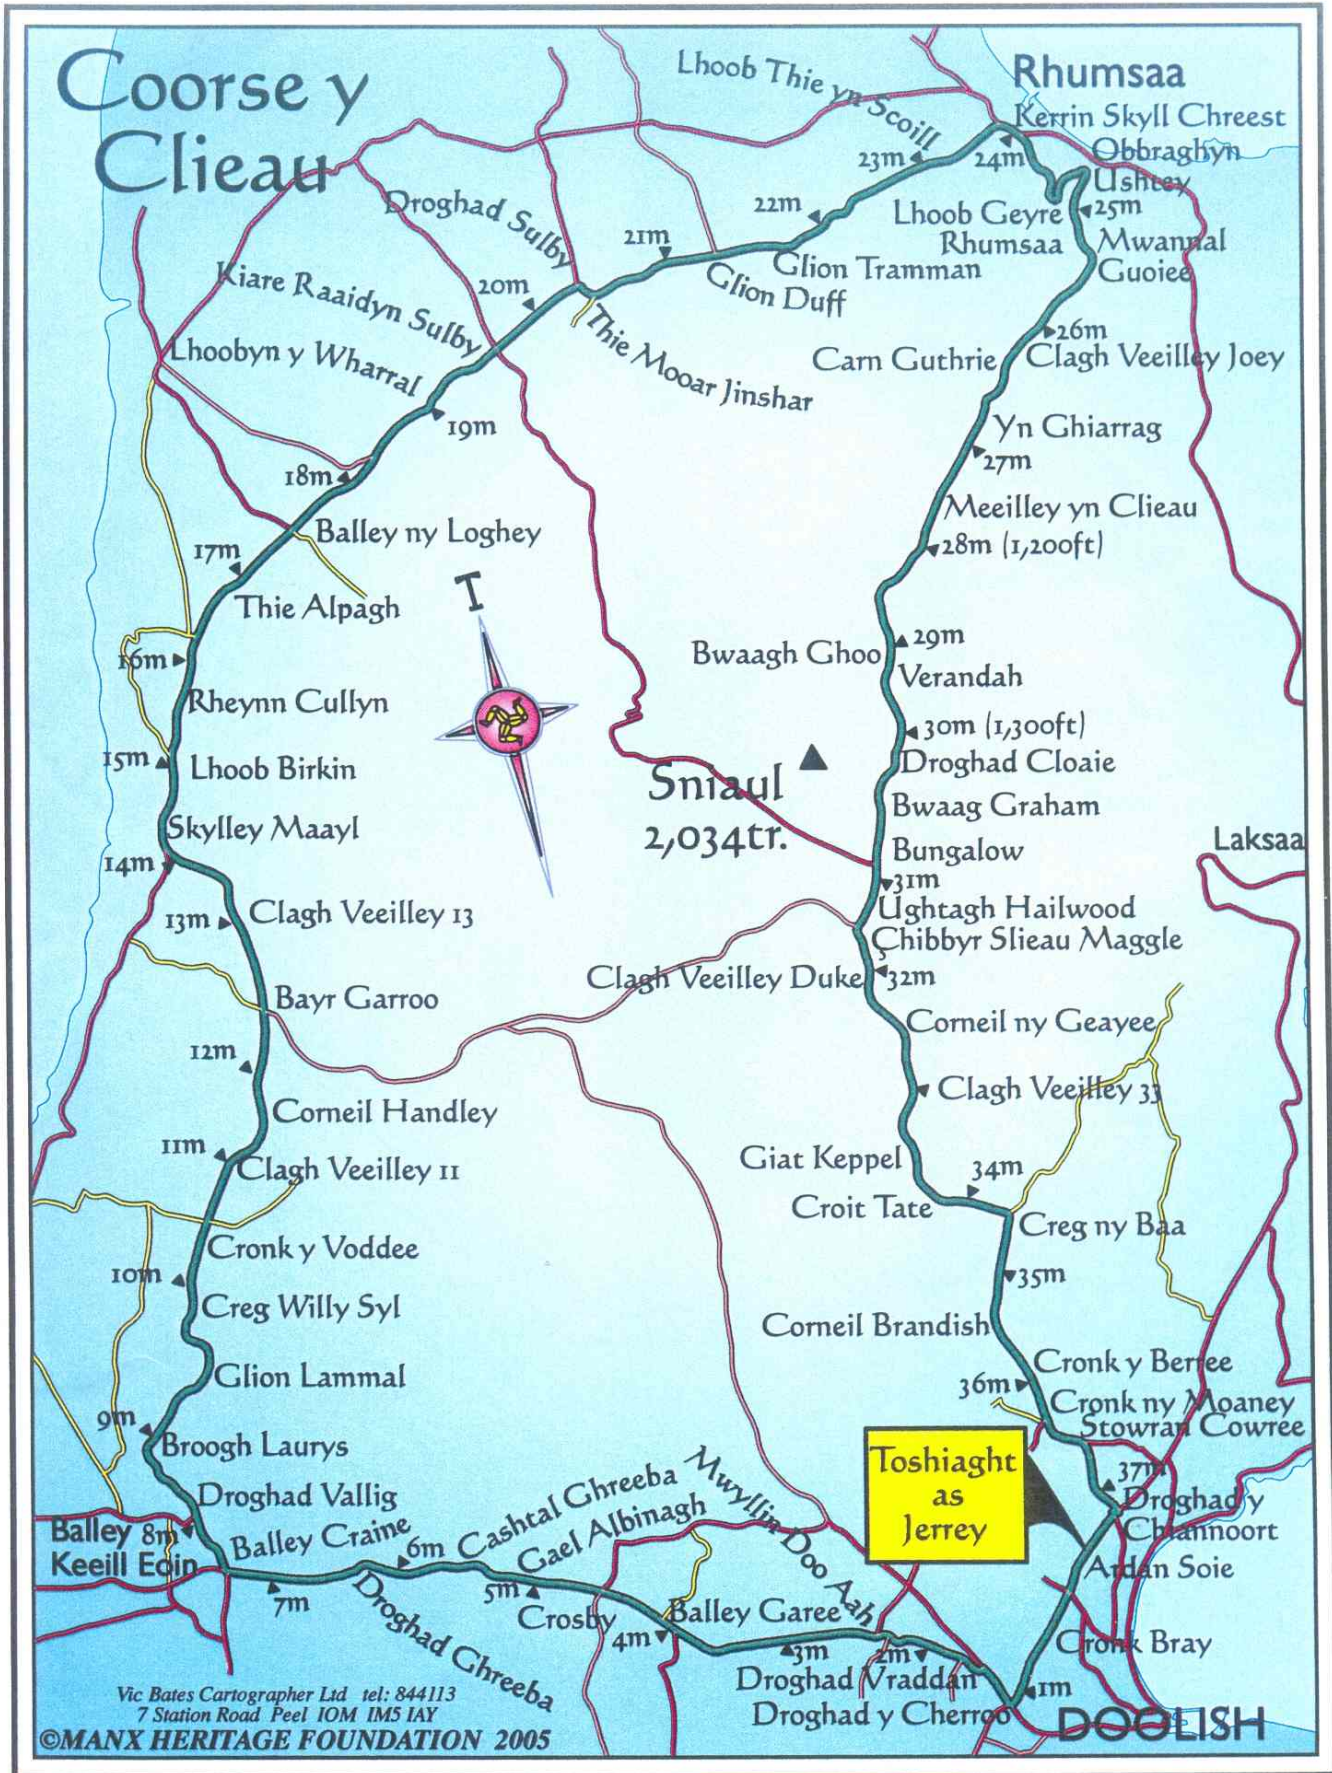 Coorse y
Clieau
Rhumsaa
Lhoob Thie yn Scoill
Kerrin Skyll Chreest
23m
24m
Obbraghyn
Ushtey
Droghad Sulby
22m
Lhoob Geyre
Rhumsaa
25m
21m
Mwannal
Guoiee
Kiare Raaidyn Sulby
20m
Glion Tramman
Glion Duff
Thie Mooar Jinshar
26m
Lhoobyn y Wharral
Carn Guthrie
Clagh Veeilley Joey
19m
Yn Ghiarrag
27m
18m
Meeilley yn Clieau
Balley ny Loghey
28m (1,200ft)
17m
T
Thie Alpagh
29m
Bwaagh Ghoo
16m
Verandah
Rheynn Cullyn
30m (1,300ft)
15m
Lhoob Birkin
Droghad Cloaie
Sniaul
2,034tr.
Bwaag Graham
Skylley Maayl
Laksaa
Bungalow
14m
31m
Clagh Veeilley 13
13m
Ughtagh Hailwood
Chibbyr Slieau Maggle
Clagh Veeilley Duke
32m
Bayr Garroo
Corneil ny Geayee
12m
Clagh Veeilley 33
Corneil Handley
11m
Clagh Veeilley 11
Giat Keppel
34m
Croit Tate
Creg ny Baa
Cronk y Voddee
10m
35m
Creg Willy Syl
Corneil Brandish
Glion Lammal
Cronk y Berree
36m
Cronk ny Moaney
Stowran Cowree
9m
Broogh Laurys
Toshiaght
as
Jerrey
37m
Droghad Vallig
Droghad y
Channoort
Balley
Keeill Eoin
8m
Balley Craine
6m
Cashtal Ghreeba
Gael Albinagh
Mwyllin Doo Aah
Ardan Soie
7m
Droghad Ghreeba
5m
Crosby
4m
Balley Garee
3m
2m
Cronk Bray
Droghad Vraddan
1m
Droghad y Cherroo
DOOLISH
Vic Bates Cartographer Ltd tel: 844113
7 Station Road Peel IOM IM5 IAY
©MANX HERITAGE FOUNDATION 2005